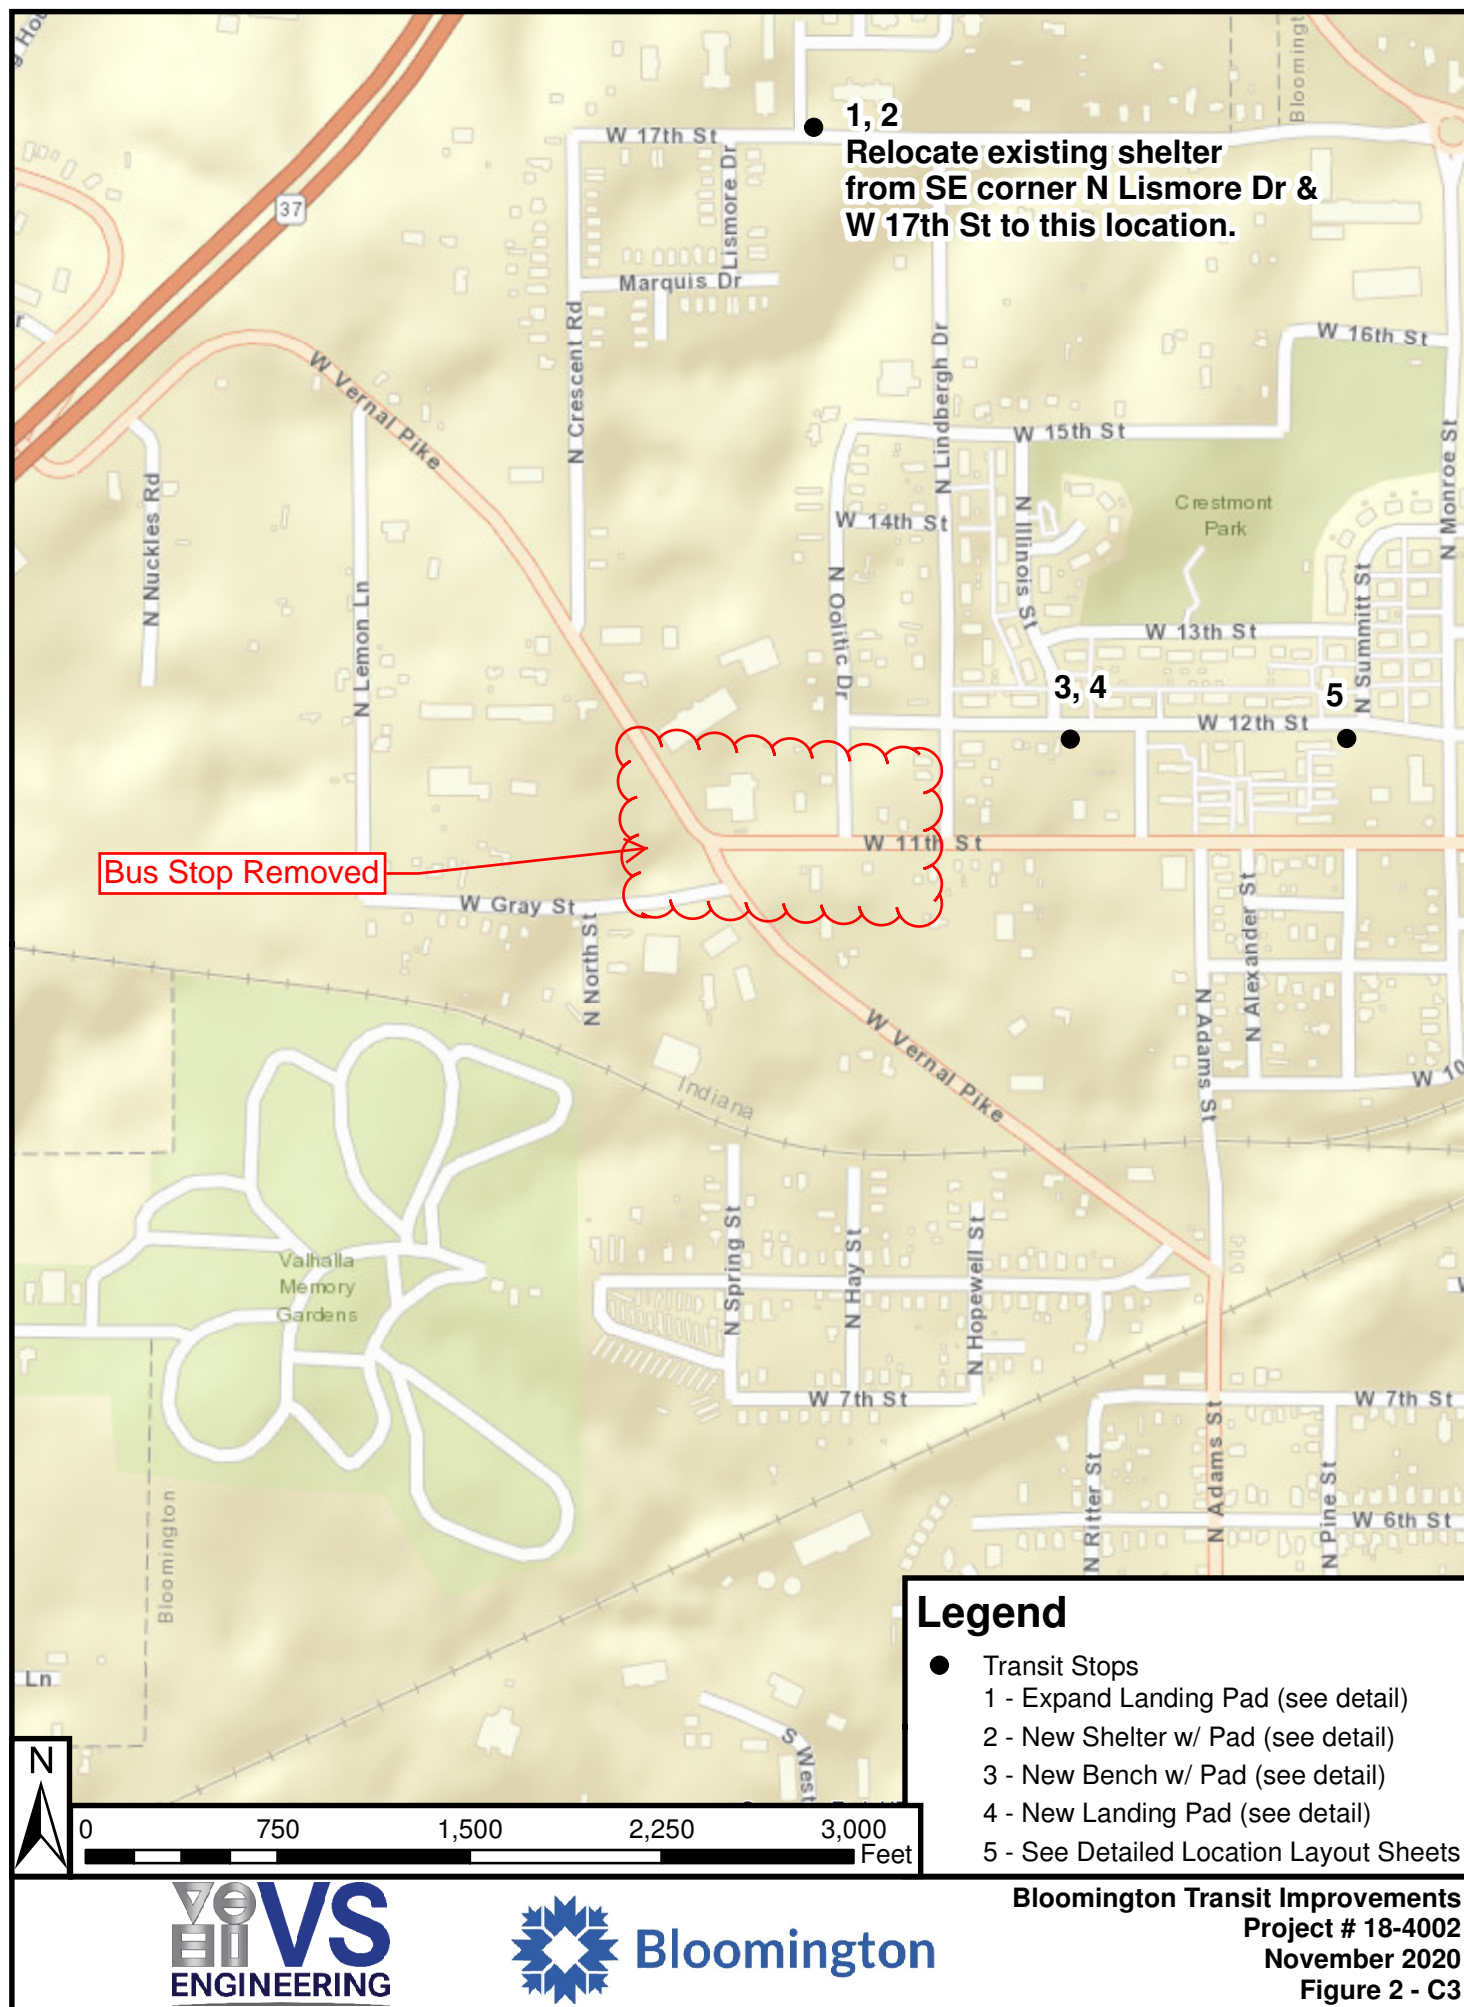 Bloomingt
W 17th St
1, 2
Relocate existing shelter
from SE corner N Lismore Dr &
W 17th St to this location.
Lismore Dr
37
Marquis Dr
N Crescent Rd
W Vernal Pike
N Lindbergh Dr
W 16th St
W 15th St
N Monroe St
N Nuckles Rd
Crestmont
Park
W 14th St
N Illinois St
N Lemon Ln
N Oolitic Dr
N Summitt St
W 13th St
3, 4
5
W 12th St
W 11th St
Bus Stop Removed
W Gray St
N North St
N Alexander St
N Adams St
W Vernal Pike
W 10
Indiana
Valhalla
Memory
Gardens
N Spring St
N Hay St
N Hopewell St
W 7th St
W 7th St
N Adams St
N Ritter St
N Pine St
W 6th St
Bloomington
Ln
S West
Legend
Transit Stops
1 - Expand Landing Pad (see detail)
2 - New Shelter w/ Pad (see detail)
3 - New Bench w/ Pad (see detail)
4 - New Landing Pad (see detail)
5 - See Detailed Location Layout Sheets
N
0 750 1,500 2,250 3,000
Feet
VS
ENGINEERING
Bloomington
Bloomington Transit Improvements
Project # 18-4002
November 2020
Figure 2 - C3